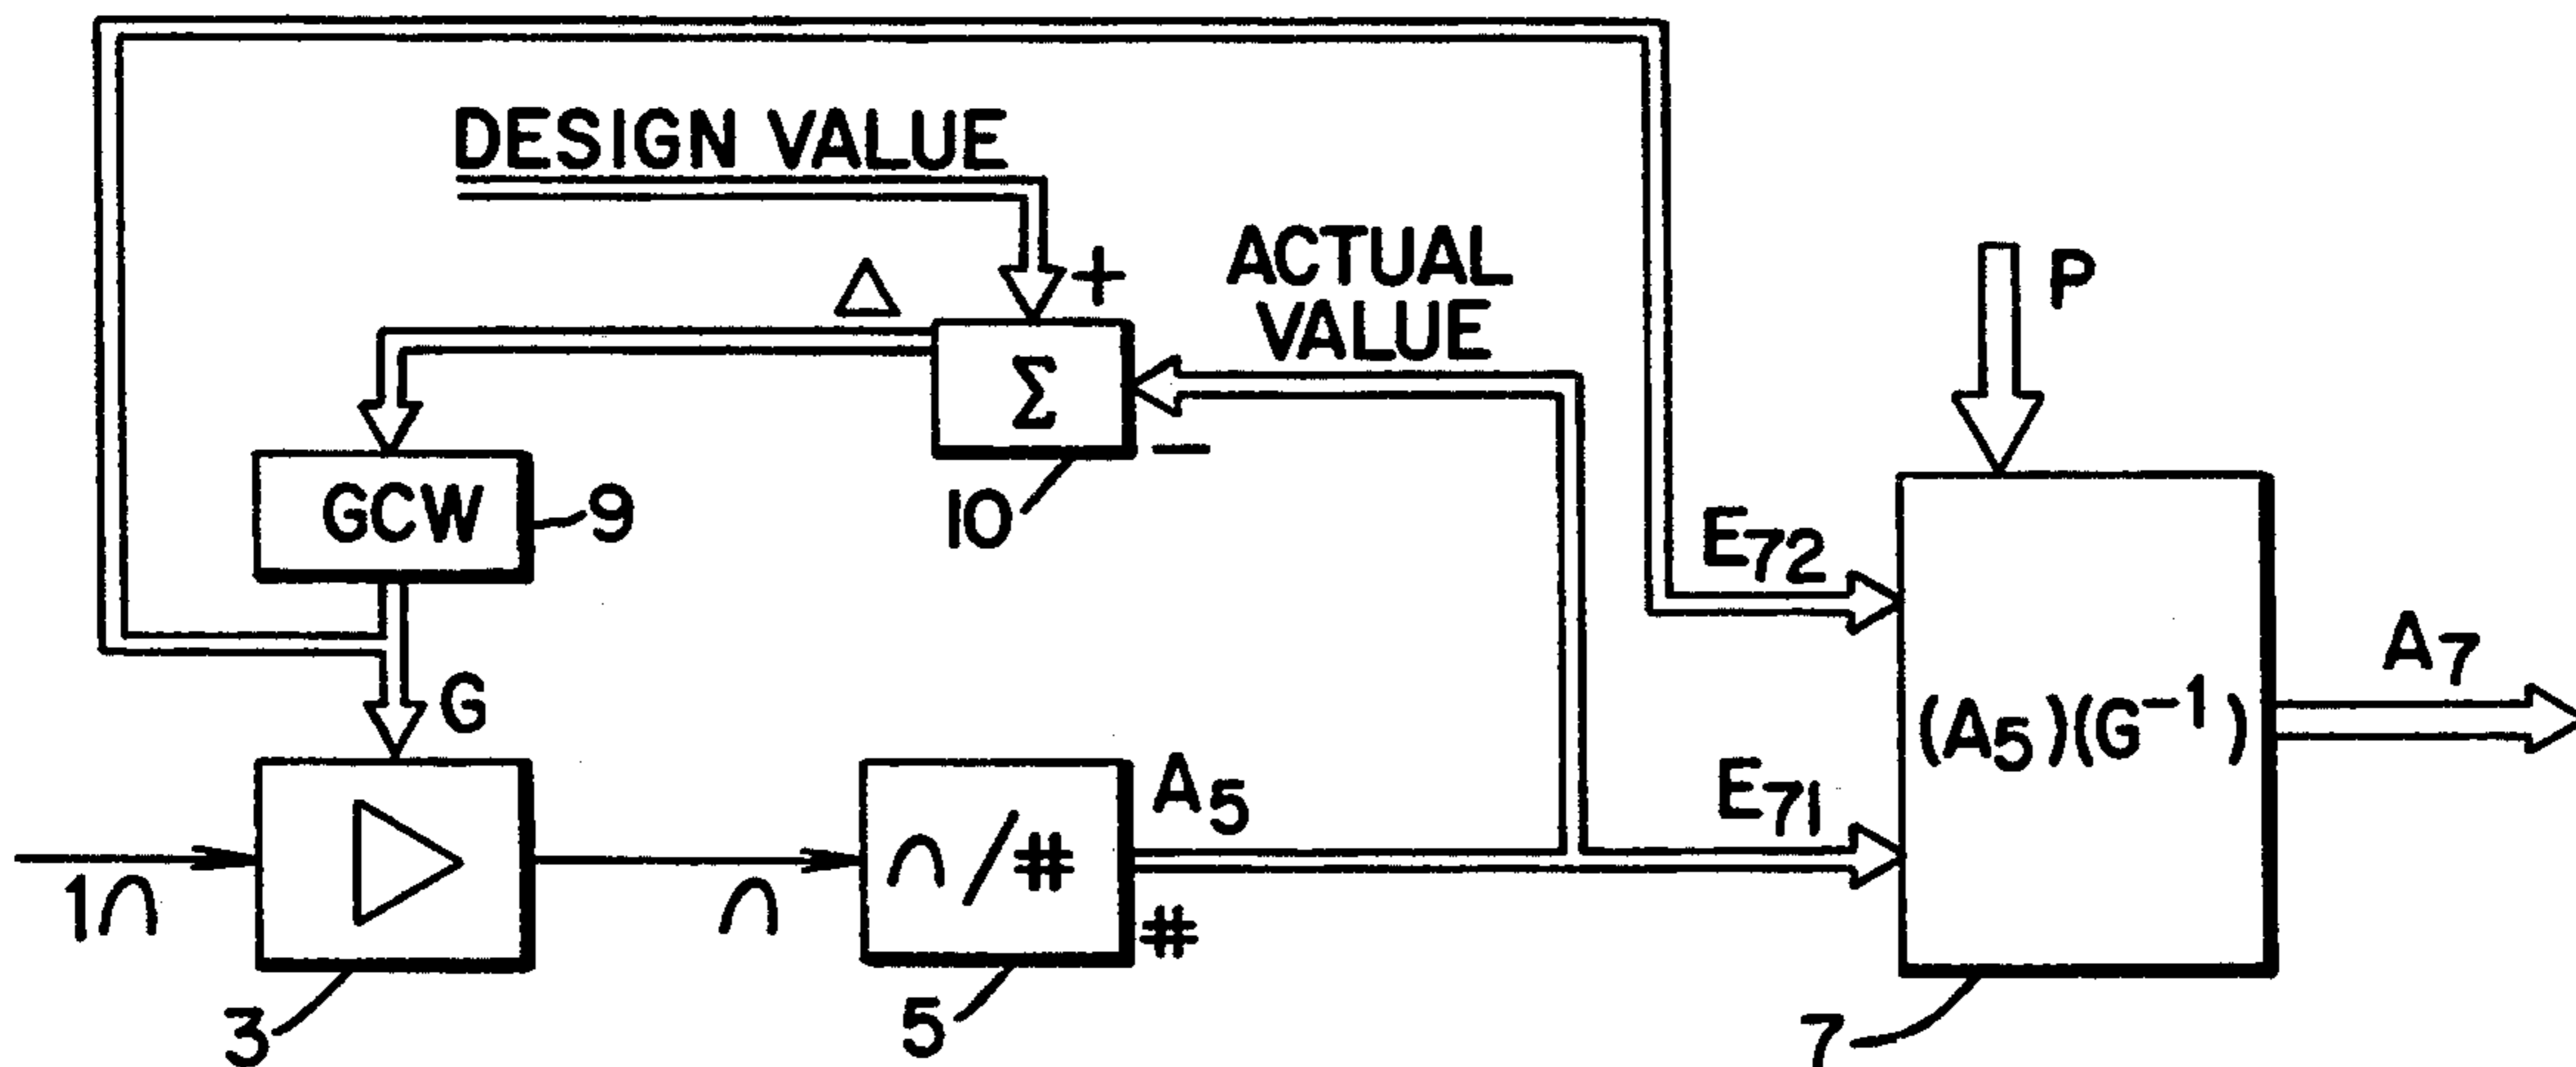 DESIGN VALUE
+
Δ
ACTUAL
VALUE
P
Σ
−
10
GCW
9
E72
G
A7
(A5)(G⁻¹)
A5
E71
1∩
∩
∩/#
#
3
5
7